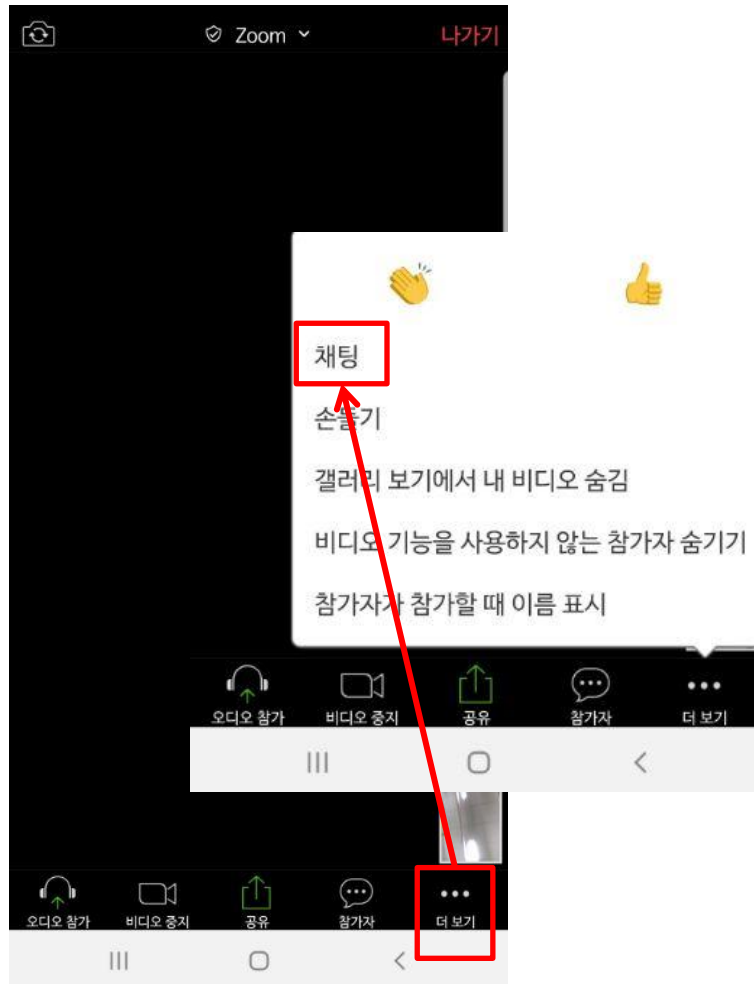 Zoom
나가기
채팅
손들기
갤러리 보기에서 내 비디오 숨김
비디오 기능을 사용하지 않는 참가자 숨기기
참가자가 참가할 때 이름 표시
오디오 참가
비디오 중지
공유
참가자
더 보기
오디오 참가
비디오 중지
공유
참가자
더 보기